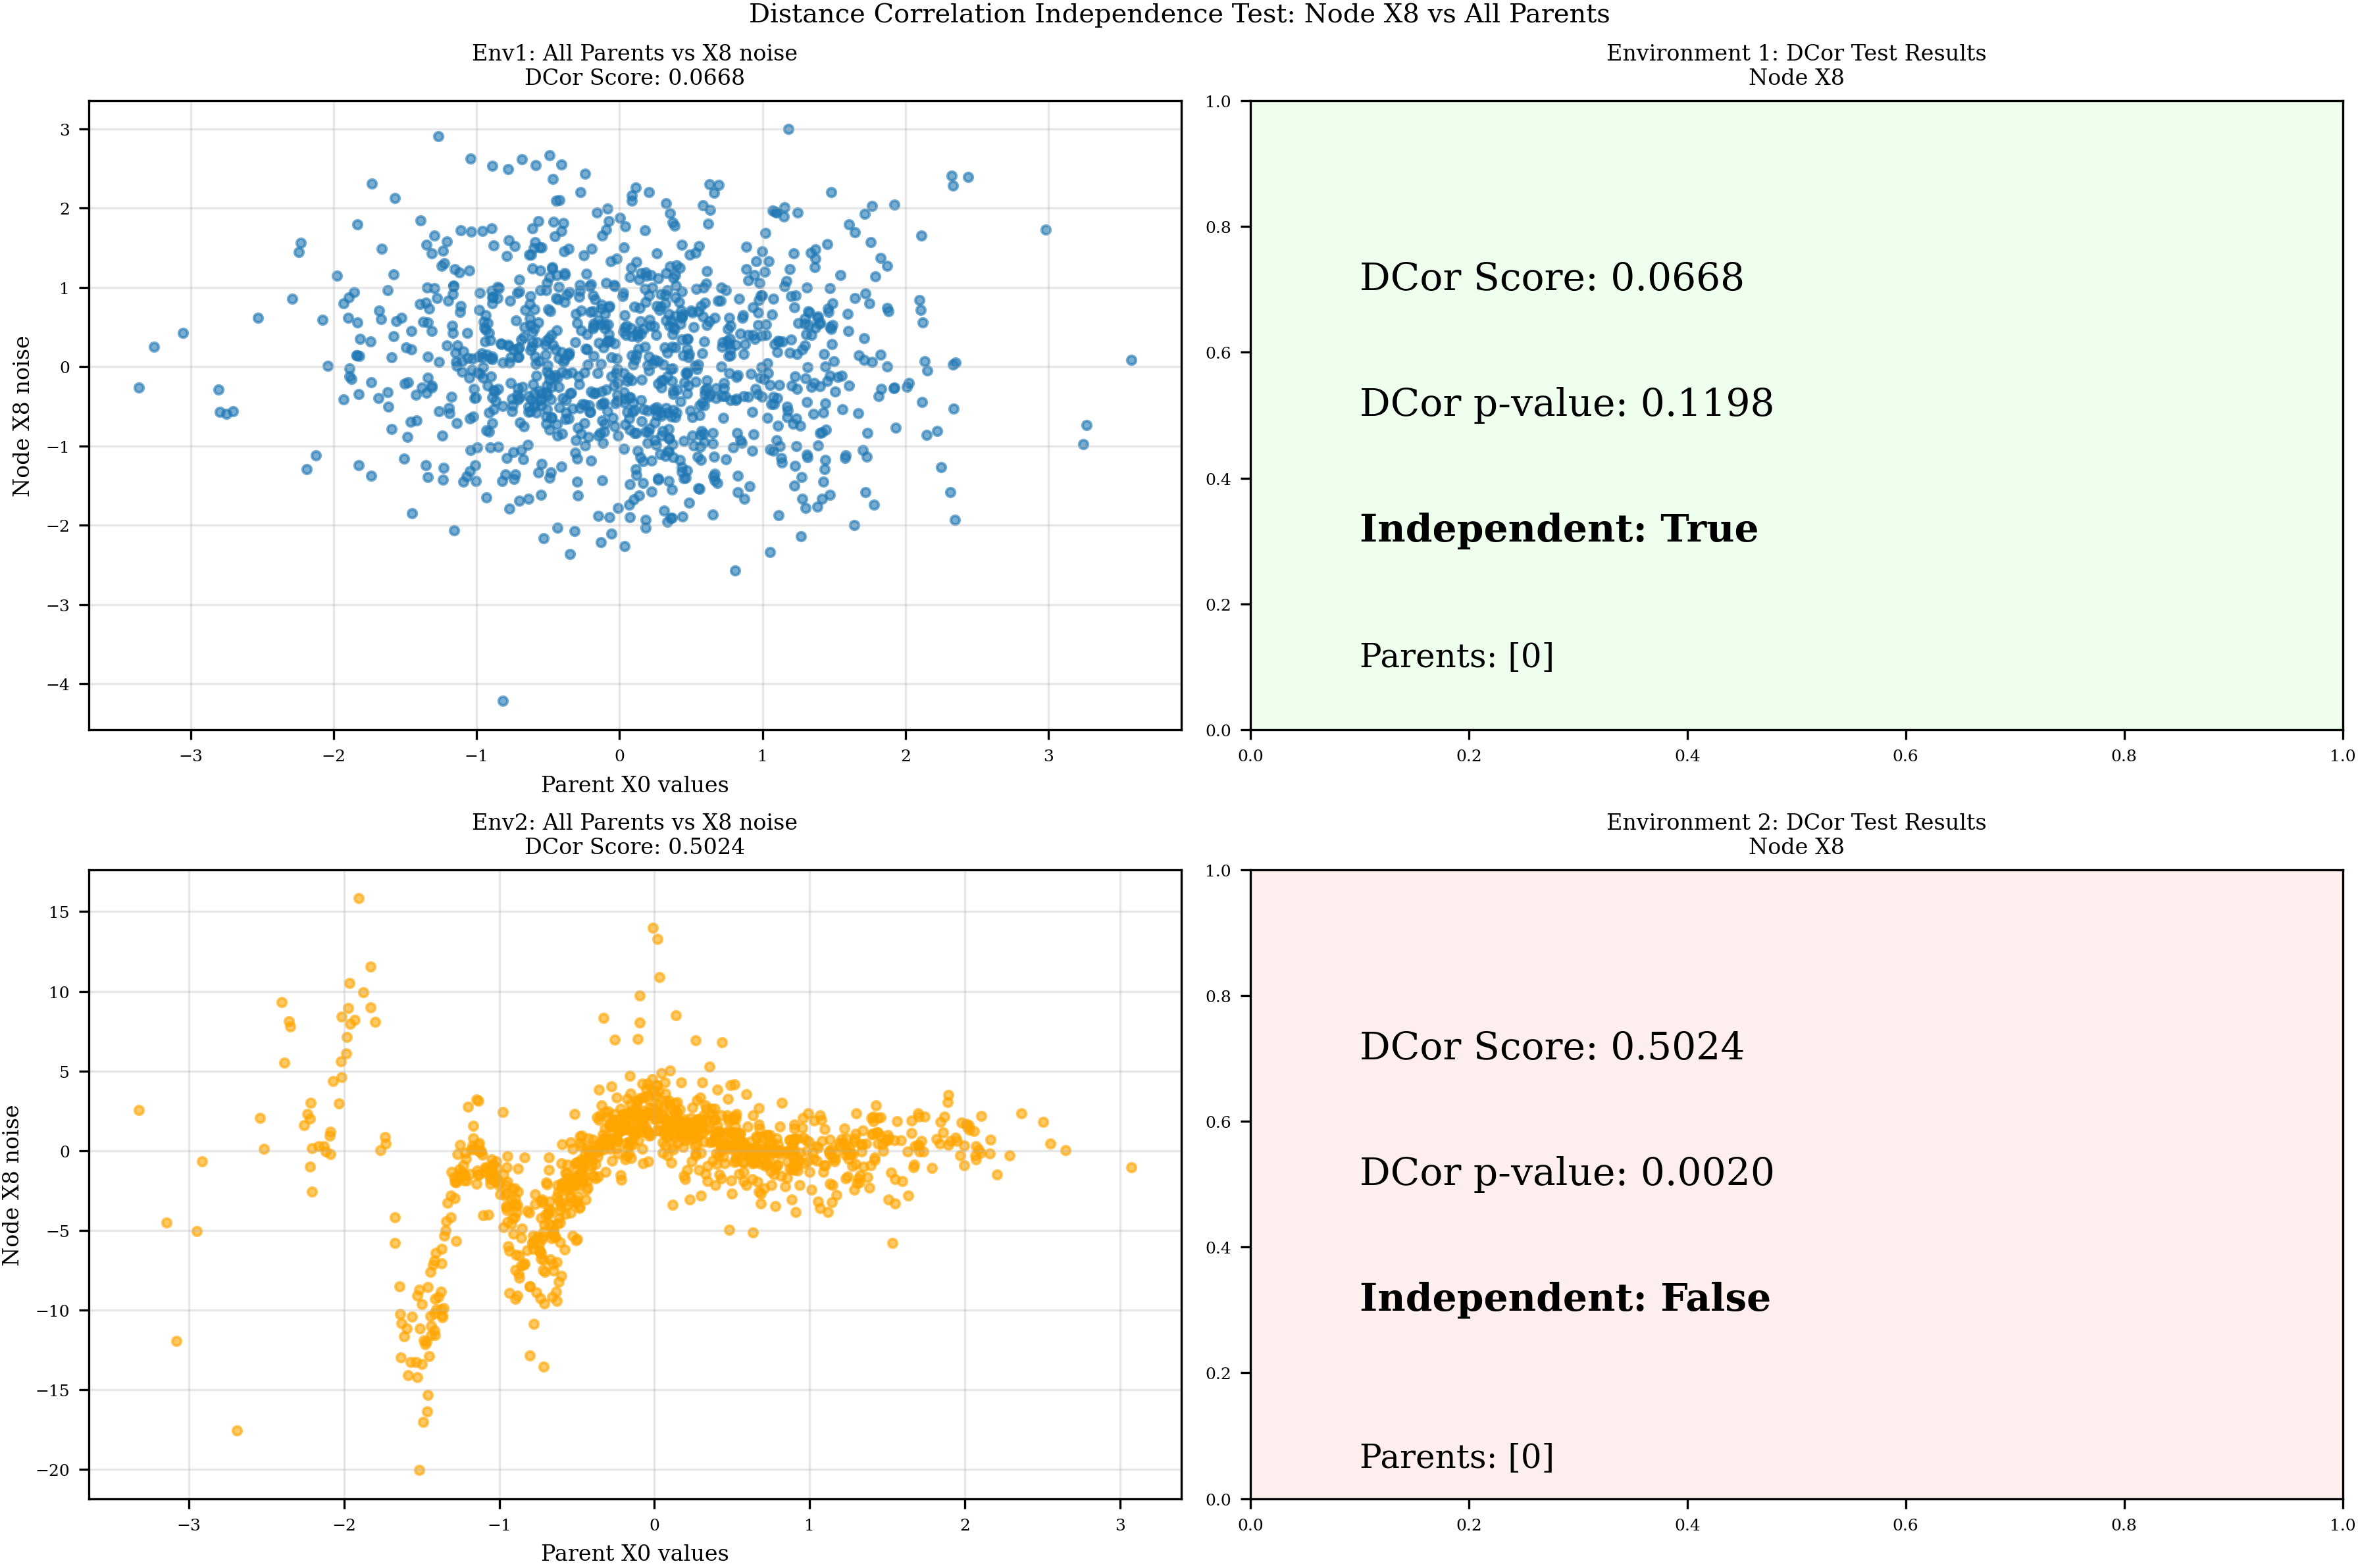 Distance Correlation Independence Test: Node X8 vs All Parents
Env1: All Parents vs X8 noise
DCor Score: 0.0668
3
2
1
0
−1
−2
−3
−4
Node X8 noise
−3
−2
−1
0
1
2
3
Parent X0 values
Environment 1: DCor Test Results
Node X8
1.0
0.8
0.6
0.4
0.2
0.0
DCor Score: 0.0668
DCor p-value: 0.1198
Independent: True
Parents: [0]
0.0
0.2
0.4
0.6
0.8
1.0
Env2: All Parents vs X8 noise
DCor Score: 0.5024
15
10
5
0
−5
−10
−15
−20
Node X8 noise
−3
−2
−1
0
1
2
3
Parent X0 values
Environment 2: DCor Test Results
Node X8
1.0
0.8
0.6
0.4
0.2
0.0
DCor Score: 0.5024
DCor p-value: 0.0020
Independent: False
Parents: [0]
0.0
0.2
0.4
0.6
0.8
1.0